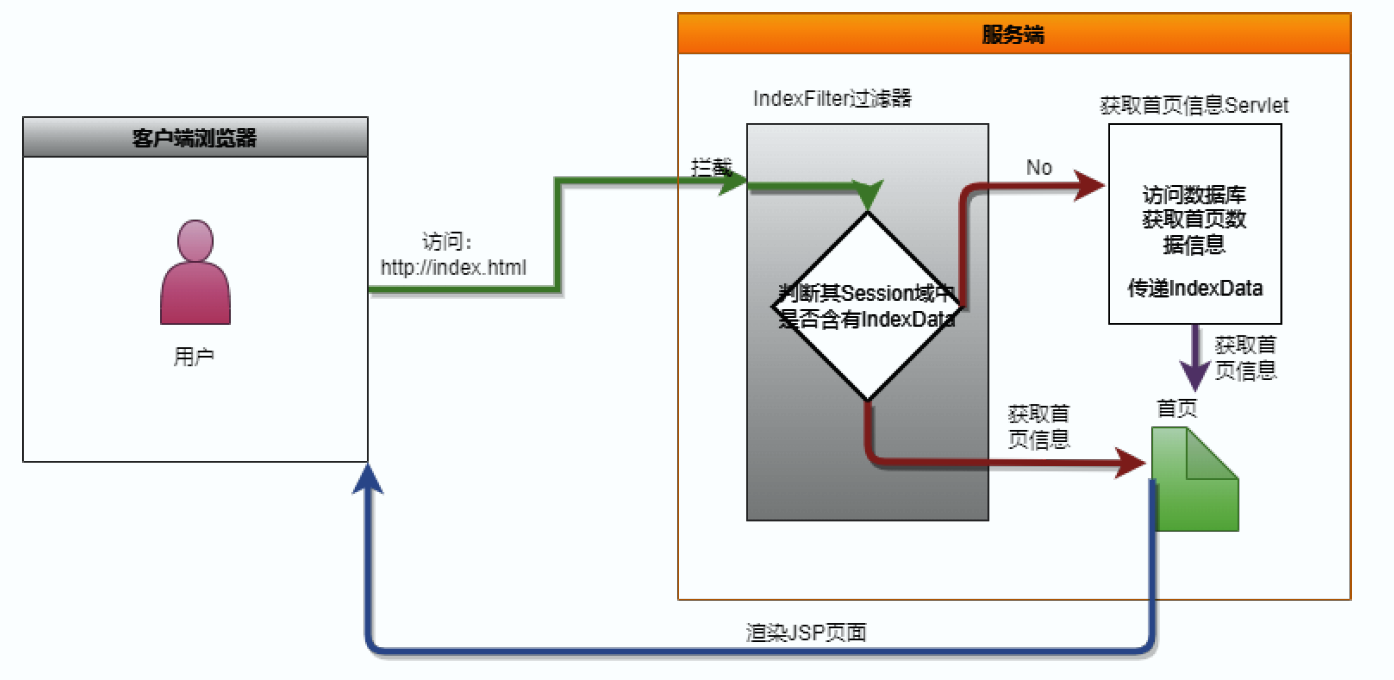 服务端
IndexFilter过滤器
获取首页信息Servlet
客户端浏览器
拦截
No
访问数据库
获取首页数
据信息
传递IndexData
访问：
http://index.html
判断其Session域中
是否含有IndexData
用户
获取首
页信息
首页
获取首
页信息
渲染JSP页面